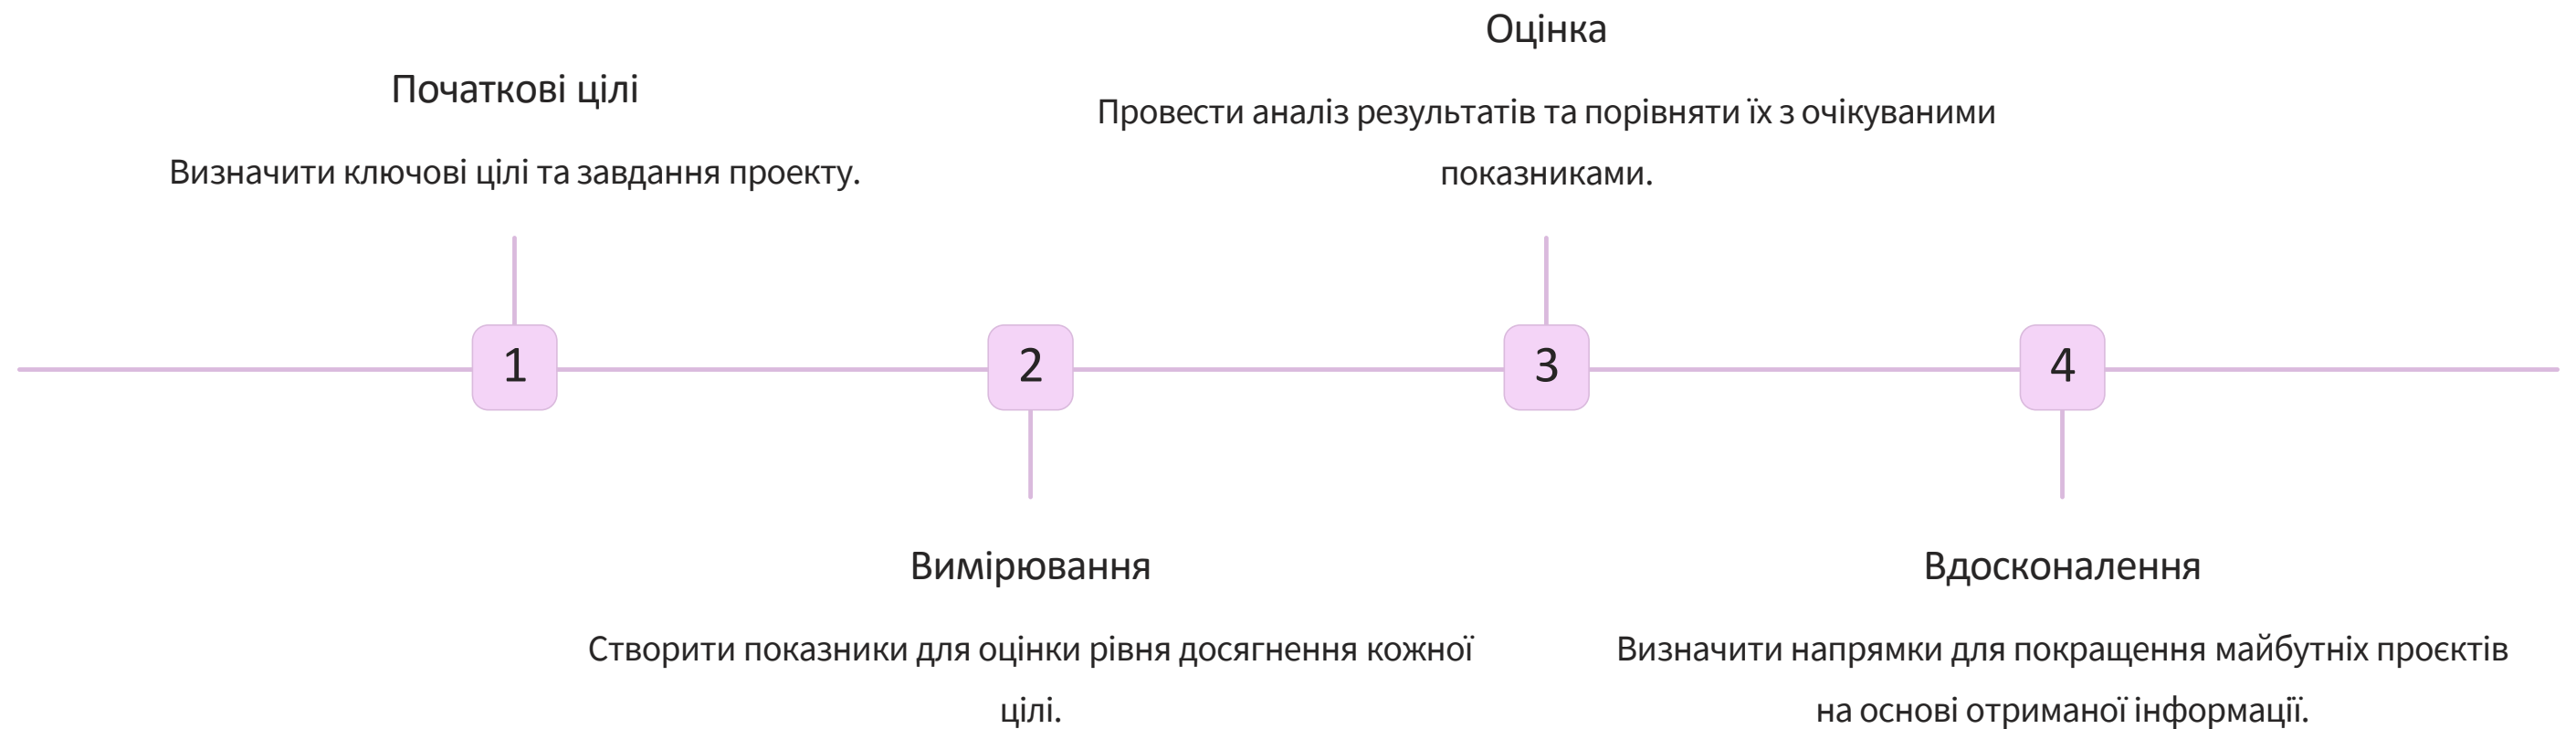 Початкові цілі
Визначити ключові цілі та завдання проекту.
1
2
Вимірювання
Створити показники для оцінки рівня досягнення кожної
цілі.
Оцінка
Провести аналіз результатів та порівняти їх з очікуваними
показниками.
3
4
Вдосконалення
Визначити напрямки для покращення майбутніх проєктів
на основі отриманої інформації.